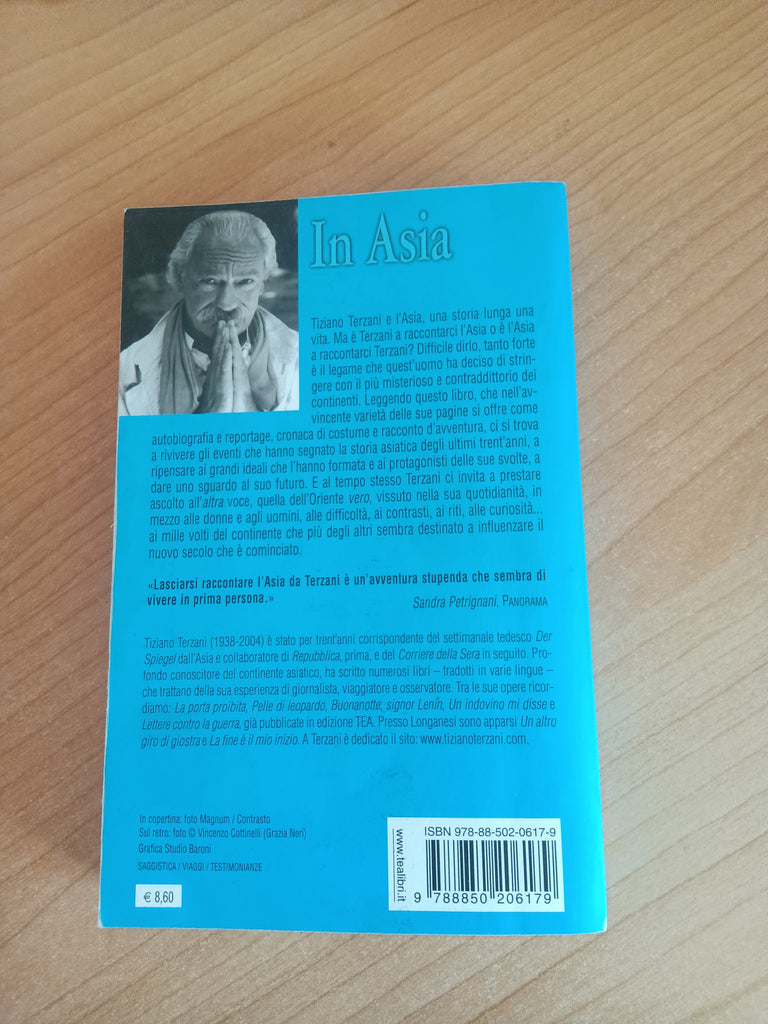 In Asia
Tiziano Terzani e l'Asia, una storia lunga una
vita. Ma è Terzani a raccontarci l'Asia o è l'Asia
a raccontarci Terzani? Difficile dirlo, tanto forte
è il legame che quest'uomo ha deciso di strin-
gere con il più misterioso e contraddittorio dei
continenti. Leggendo questo libro, che nell'av-
vincente varietà delle sue pagine si offre come
autobiografia e reportage, cronaca di costume e racconto d'avventura, ci si trova
a rivivere gli eventi che hanno segnato la storia asiatica degli ultimi trent'anni, a
ripensare ai grandi ideali che l'hanno formata e ai protagonisti delle sue svolte, a
dare uno sguardo al suo futuro. E al tempo stesso Terzani ci invita a prestare
ascolto all'altra voce, quella dell'Oriente vero, vissuto nella sua quotidianità, in
mezzo alle donne e agli uomini, alle difficoltà, ai contrasti, ai riti, alle curiosità...
ai mille volti del continente che più degli altri sembra destinato a influenzare il
nuovo secolo che è cominciato.
«Lasciarsi raccontare l'Asia da Terzani è un'avventura stupenda che sembra di
vivere in prima persona.»
Sandra Petrignani, PANORAMA
Tiziano Terzani (1938-2004) è stato per trent'anni corrispondente del settimanale tedesco Der
Spiegel dall'Asia e collaboratore di Repubblica, prima, e del Corriere della Sera in seguito. Pro-
fondo conoscitore del continente asiatico, ha scritto numerosi libri – tradotti in varie lingue –
che trattano della sua esperienza di giornalista, viaggiatore e osservatore. Tra le sue opere ricor-
diamo: La porta proibita, Pelle di leopardo, Buonanotte, signor Lenin, Un indovino mi disse e
Lettere contro la guerra, già pubblicate in edizione TEA. Presso Longanesi sono apparsi Un altro
giro di giostra e La fine è il mio inizio. A Terzani è dedicato il sito: www.tizianoterzani.com.
In copertina: foto Magnum / Contrasto
Sul retro: foto © Vincenzo Cottinelli (Grazia Neri)
Grafica Studio Baroni
SAGGISTICA / VIAGGI / TESTIMONIANZE
€ 8,60
www.tealibri.it
ISBN 978-88-502-0617-9
9 788850 206179